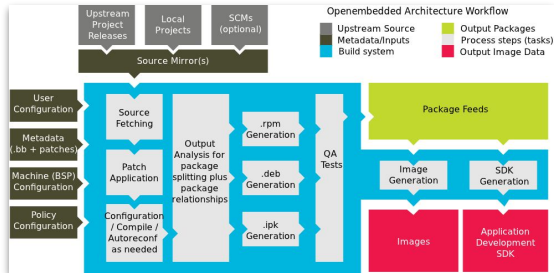 Openembedded Architecture Workflow
Upstream
Project
Releases
Local
Projects
SCMs
(optional)
Upstream Source
Metadata/Inputs
Build system
Output Packages
Process steps (tasks)
Output Image Data
Source Mirror(s)
User
Configuration
Metadata
(.bb + patches)
Machine (BSP)
Configuration
Policy
Configuration
Source
Fetching
Patch
Application
Configuration
/ Compile /
Autoreconf
as needed
Output
Analysis for
package
splitting plus
package
relationships
.rpm
Generation
.deb
Generation
.ipk
Generation
QA
Tests
Package Feeds
Image
Generation
SDK
Generation
Images
Application
Development
SDK